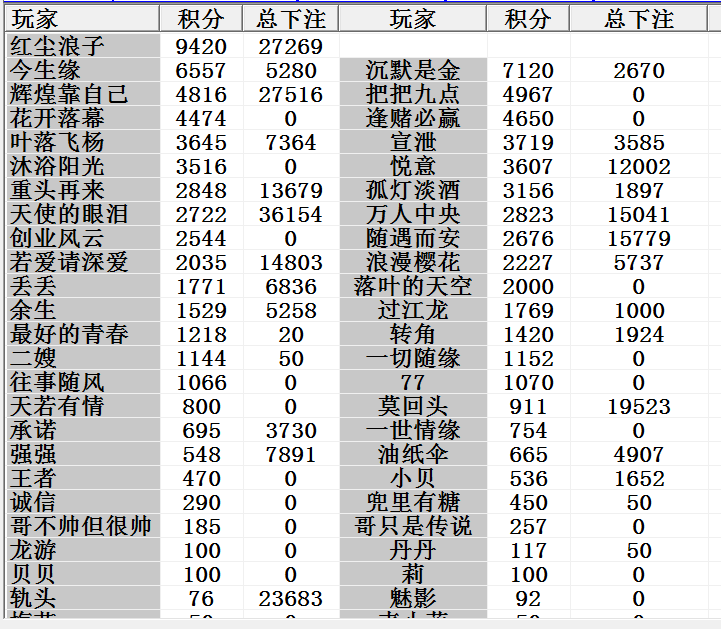 玩家 积分 总下注 玩家 积分 总下注
红尘浪子 9420 27269
今生缘 6557 5280 沉默是金 7120 2670
辉煌靠自己 4816 27516 把把九点 4967 0
花开落幕 4474 0 逢赌必赢 4650 0
叶落飞杨 3645 7364 宣泄 3719 3585
沐浴阳光 3516 0 悦意 3607 12002
重头再来 2848 13679 孤灯淡酒 3156 1897
天使的眼泪 2722 36154 万人中央 2823 15041
创业风云 2544 0 随遇而安 2676 15779
若爱请深爱 2035 14803 浪漫樱花 2227 5737
丢丢 1771 6836 落叶的天空 2000 0
余生 1529 5258 过江龙 1769 1000
最好的青春 1218 20 转角 1420 1924
二嫂 1144 50 一切随缘 1152 0
往事随风 1066 0 77 1070 0
天若有情 800 0 莫回头 911 19523
承诺 695 3730 一世情缘 754 0
强强 548 7891 油纸伞 665 4907
王者 470 0 小贝 536 1652
诚信 290 0 兜里有糖 450 50
哥不帅但很帅 185 0 哥只是传说 257 0
龙游 100 0 丹丹 117 50
贝贝 100 0 莉 100 0
轨头 76 23683 魅影 92 0